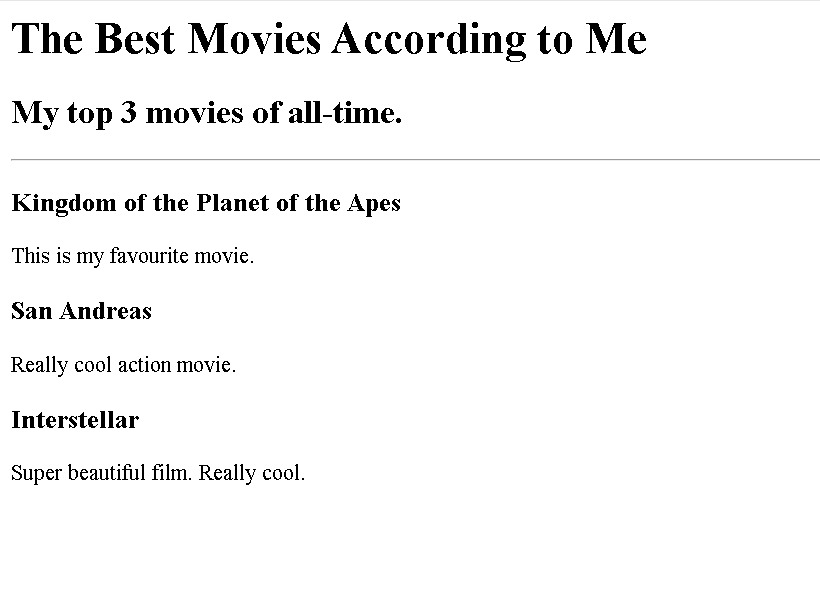 The Best Movies According to Me
My top 3 movies of all-time.
Kingdom of the Planet of the Apes
This is my favourite movie.
San Andreas
Really cool action movie.
Interstellar
Super beautiful film. Really cool.